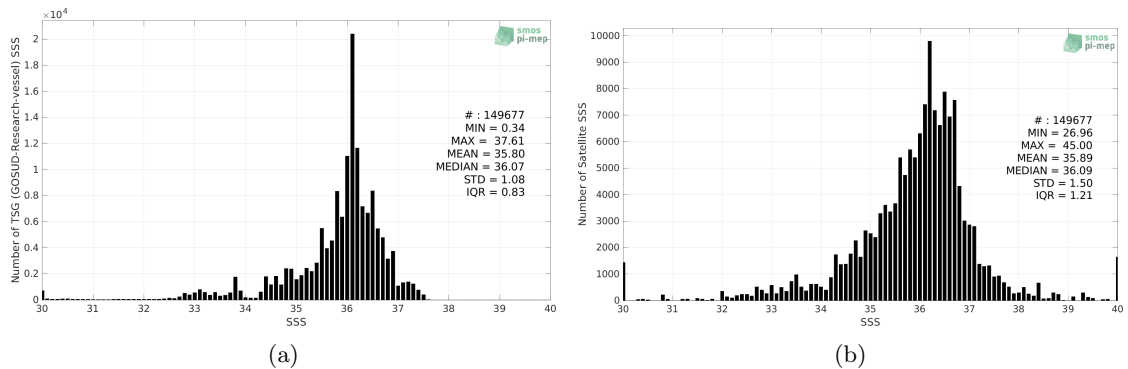 ×10⁴
smos
pi-mep
Number of TSG (GOSUD-Research-vessel) SSS
2
1.8
1.6
1.4
1.2
1
0.8
0.6
0.4
0.2
0
# : 149677
MIN = 0.34
MAX = 37.61
MEAN = 35.80
MEDIAN = 36.07
STD = 1.08
IQR = 0.83
30 31 32 33 34 35 36 37 38 39 40
SSS
(a)
smos
pi-mep
Number of Satellite SSS
10000
9000
8000
7000
6000
5000
4000
3000
2000
1000
0
# : 149677
MIN = 26.96
MAX = 45.00
MEAN = 35.89
MEDIAN = 36.09
STD = 1.50
IQR = 1.21
30 31 32 33 34 35 36 37 38 39 40
SSS
(b)